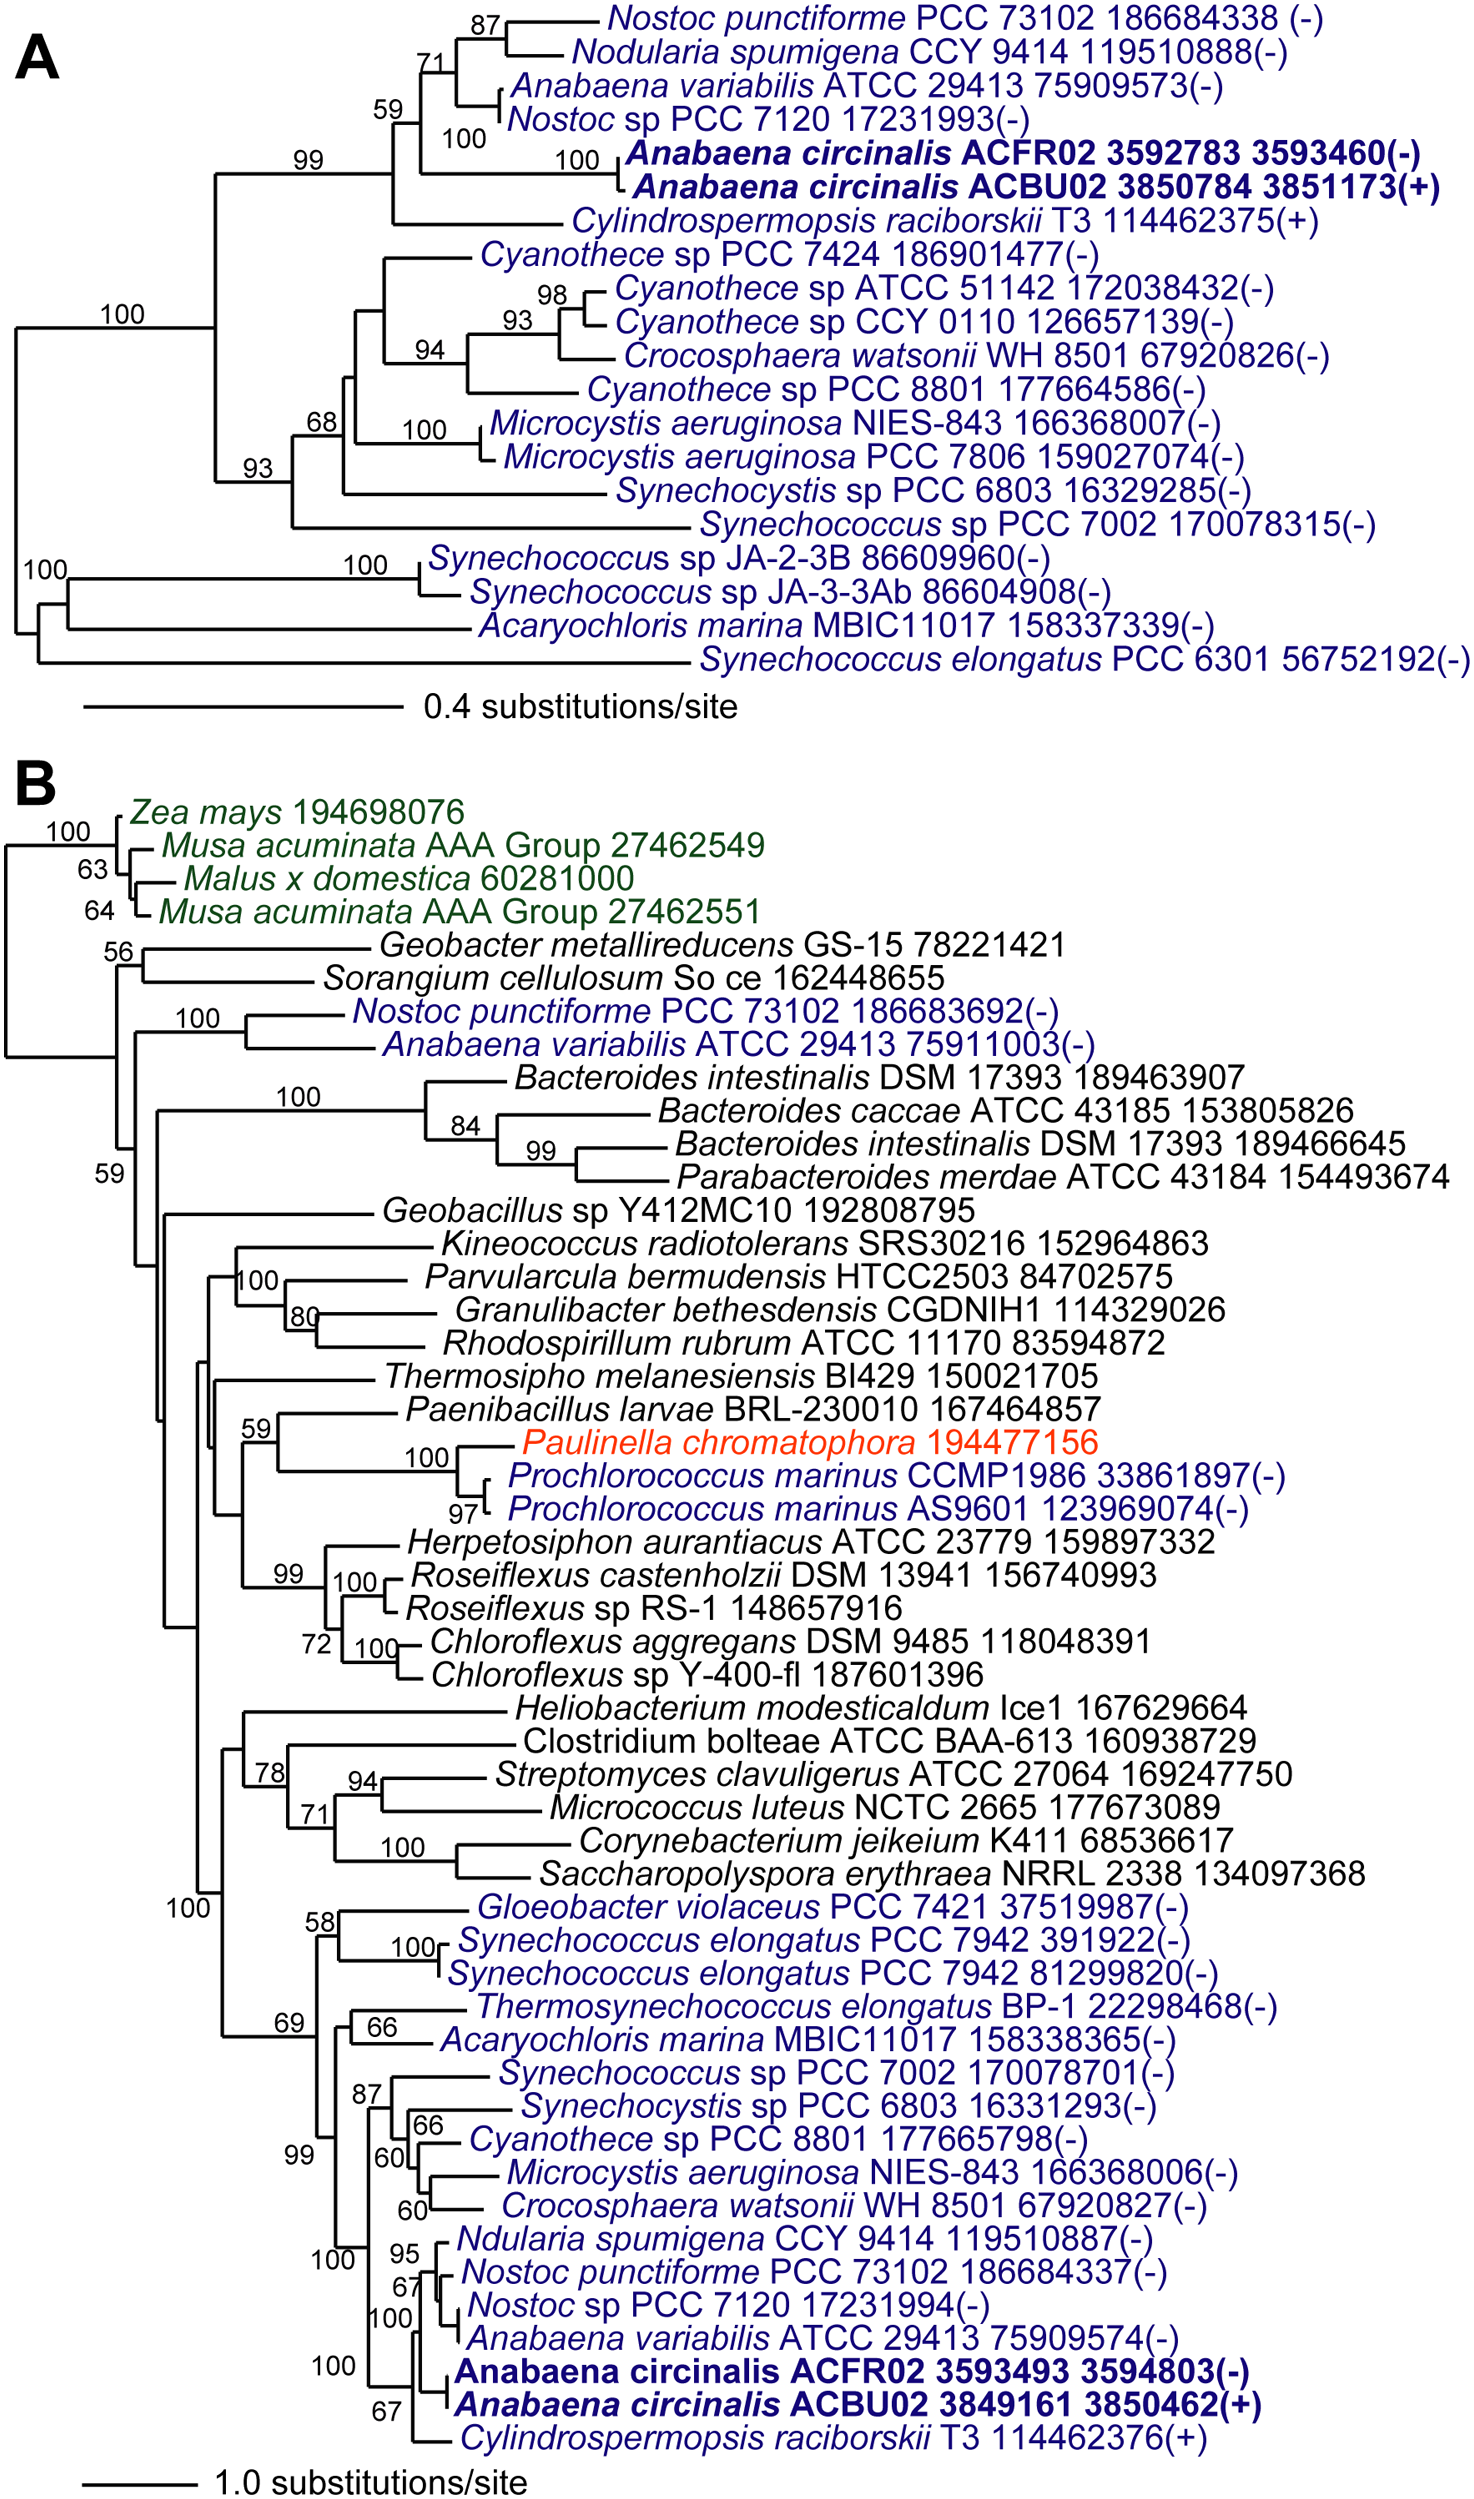 A
87
Nostoc punctiforme PCC 73102 186684338 (-)
Nodularia spumigena CCY 9414 119510888(-)
71
Anabaena variabilis ATCC 29413 75909573(-)
59
Nostoc sp PCC 7120 17231993(-)
100
99
100
Anabaena circinalis ACFR02 3592783 3593460(-)
Anabaena circinalis ACBU02 3850784 3851173(+)
Cylindrospermopsis raciborskii T3 114462375(+)
Cyanothece sp PCC 7424 186901477(-)
98
Cyanothece sp ATCC 51142 172038432(-)
100
93
Cyanothece sp CCY 0110 126657139(-)
94
Crocosphaera watsonii WH 8501 67920826(-)
Cyanothece sp PCC 8801 177664586(-)
68
100
Microcystis aeruginosa NIES-843 166368007(-)
93
Microcystis aeruginosa PCC 7806 159027074(-)
Synechocystis sp PCC 6803 16329285(-)
Synechococcus sp PCC 7002 170078315(-)
100
100
Synechococcus sp JA-2-3B 86609960(-)
Synechococcus sp JA-3-3Ab 86604908(-)
Acaryochloris marina MBIC11017 158337339(-)
Synechococcus elongatus PCC 6301 56752192(-)
0.4 substitutions/site
B
Zea mays 194698076
100
Musa acuminata AAA Group 27462549
63
Malus x domestica 60281000
64
Musa acuminata AAA Group 27462551
56
Geobacter metallireducens GS-15 78221421
Sorangium cellulosum So ce 162448655
100
Nostoc punctiforme PCC 73102 186683692(-)
Anabaena variabilis ATCC 29413 75911003(-)
100
Bacteroides intestinalis DSM 17393 189463907
84
Bacteroides caccae ATCC 43185 153805826
99
Bacteroides intestinalis DSM 17393 189466645
59
Parabacteroides merdae ATCC 43184 154493674
Geobacillus sp Y412MC10 192808795
Kineococcus radiotolerans SRS30216 152964863
100
Parvularcula bermudensis HTCC2503 84702575
80
Granulibacter bethesdensis CGDNIH1 114329026
Rhodospirillum rubrum ATCC 11170 83594872
Thermosipho melanesiensis BI429 150021705
59
Paenibacillus larvae BRL-230010 167464857
100
Paulinella chromatophora 194477156
Prochlorococcus marinus CCMP1986 33861897(-)
97
Prochlorococcus marinus AS9601 123969074(-)
Herpetosiphon aurantiacus ATCC 23779 159897332
99
100
Roseiflexus castenholzii DSM 13941 156740993
Roseiflexus sp RS-1 148657916
72
100
Chloroflexus aggregans DSM 9485 118048391
Chloroflexus sp Y-400-fl 187601396
Heliobacterium modesticaldum Ice1 167629664
Clostridium bolteae ATCC BAA-613 160938729
78
94
Streptomyces clavuligerus ATCC 27064 169247750
71
Micrococcus luteus NCTC 2665 177673089
100
Corynebacterium jeikeium K411 68536617
Saccharopolyspora erythraea NRRL 2338 134097368
100
58
Gloeobacter violaceus PCC 7421 37519987(-)
100
Synechococcus elongatus PCC 7942 391922(-)
Synechococcus elongatus PCC 7942 81299820(-)
69
Thermosynechococcus elongatus BP-1 22298468(-)
66
Acaryochloris marina MBIC11017 158338365(-)
Synechococcus sp PCC 7002 170078701(-)
87
Synechocystis sp PCC 6803 16331293(-)
66
99
60
Cyanothece sp PCC 8801 177665798(-)
Microcystis aeruginosa NIES-843 166368006(-)
60
Crocosphaera watsonii WH 8501 67920827(-)
100
95
Ndularia spumigena CCY 9414 119510887(-)
67
Nostoc punctiforme PCC 73102 186684337(-)
100
Nostoc sp PCC 7120 17231994(-)
Anabaena variabilis ATCC 29413 75909574(-)
100
Anabaena circinalis ACFR02 3593493 3594803(-)
67
Anabaena circinalis ACBU02 3849161 3850462(+)
Cylindrospermopsis raciborskii T3 114462376(+)
1.0 substitutions/site